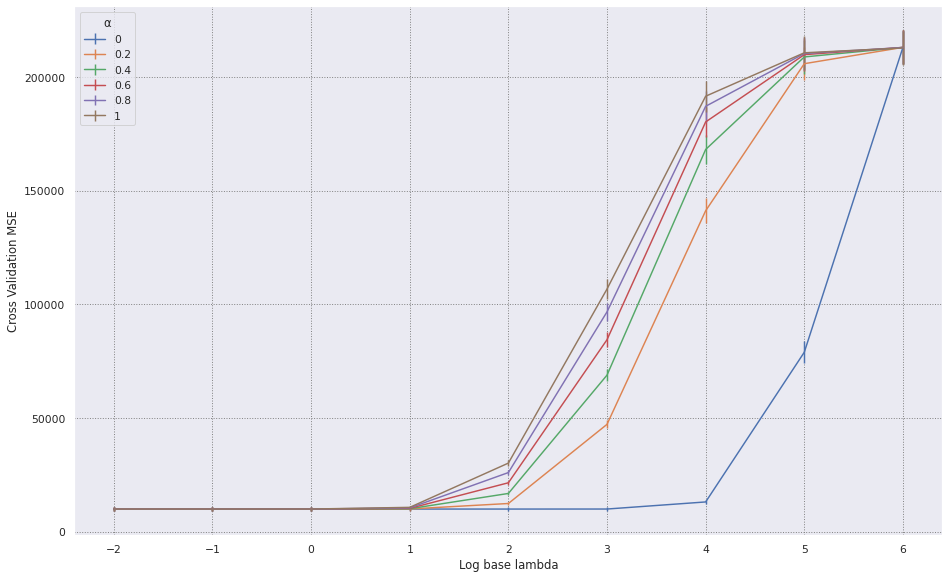 α
0
0.2
0.4
0.6
0.8
1
200000
150000
100000
50000
0
Cross Validation MSE
−2 −1 0 1 2 3 4 5 6
Log base lambda